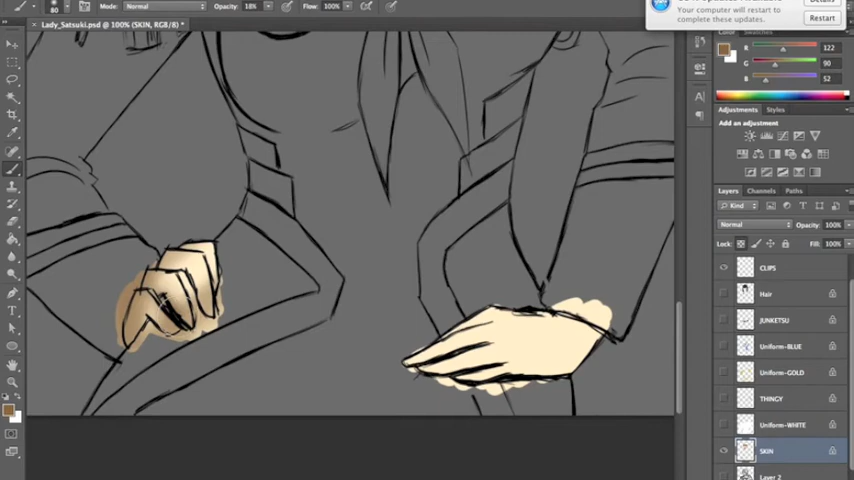 Details
80
Mode:
Normal
Opacity: 18%
Flow: 100%
Your computer will restart to
complete these updates.
Restart
Lady_Satsuki.psd @ 100% (SKIN, RGB/8) *
Color
Swatches
R
122
G
90
B
52
Adjustments
Styles
Add an adjustment
Layers
Channels
Paths
Kind
Normal
Opacity: 100%
Lock:
Fill: 100%
CLIPS
Hair
JUNKETSU
Uniform-BLUE
Uniform-GOLD
THINGY
Uniform-WHITE
SKIN
Layer 2